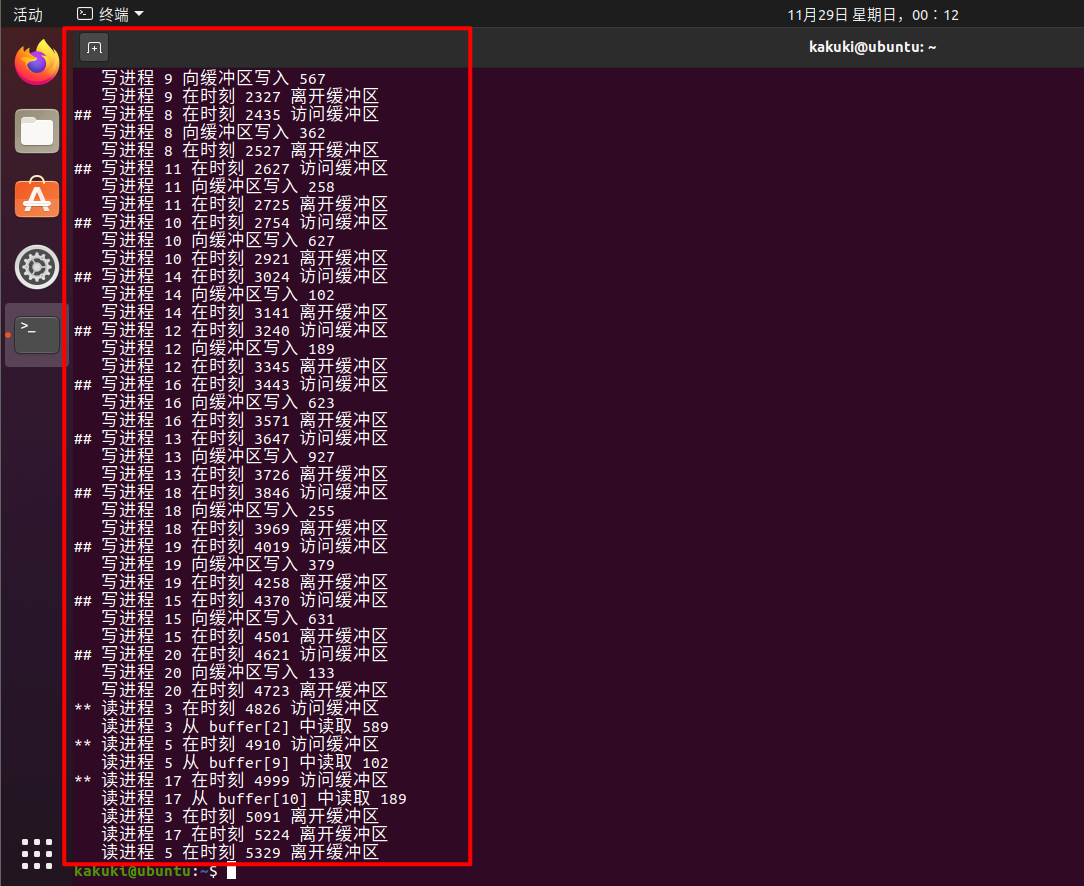 活动 终端 11月29日 星期日，00：12
kakuki@ubuntu: ~
写进程 9 向缓冲区写入 567
写进程 9 在时刻 2327 离开缓冲区
## 写进程 8 在时刻 2435 访问缓冲区
写进程 8 向缓冲区写入 362
写进程 8 在时刻 2527 离开缓冲区
## 写进程 11 在时刻 2627 访问缓冲区
写进程 11 向缓冲区写入 258
写进程 11 在时刻 2725 离开缓冲区
## 写进程 10 在时刻 2754 访问缓冲区
写进程 10 向缓冲区写入 627
写进程 10 在时刻 2921 离开缓冲区
## 写进程 14 在时刻 3024 访问缓冲区
写进程 14 向缓冲区写入 102
写进程 14 在时刻 3141 离开缓冲区
## 写进程 12 在时刻 3240 访问缓冲区
写进程 12 向缓冲区写入 189
写进程 12 在时刻 3345 离开缓冲区
## 写进程 16 在时刻 3443 访问缓冲区
写进程 16 向缓冲区写入 623
写进程 16 在时刻 3571 离开缓冲区
## 写进程 13 在时刻 3647 访问缓冲区
写进程 13 向缓冲区写入 927
写进程 13 在时刻 3726 离开缓冲区
## 写进程 18 在时刻 3846 访问缓冲区
写进程 18 向缓冲区写入 255
写进程 18 在时刻 3969 离开缓冲区
## 写进程 19 在时刻 4019 访问缓冲区
写进程 19 向缓冲区写入 379
写进程 19 在时刻 4258 离开缓冲区
## 写进程 15 在时刻 4370 访问缓冲区
写进程 15 向缓冲区写入 631
写进程 15 在时刻 4501 离开缓冲区
## 写进程 20 在时刻 4621 访问缓冲区
写进程 20 向缓冲区写入 133
写进程 20 在时刻 4723 离开缓冲区
** 读进程 3 在时刻 4826 访问缓冲区
读进程 3 从 buffer[2] 中读取 589
** 读进程 5 在时刻 4910 访问缓冲区
读进程 5 从 buffer[9] 中读取 102
** 读进程 17 在时刻 4999 访问缓冲区
读进程 17 从 buffer[10] 中读取 189
读进程 3 在时刻 5091 离开缓冲区
读进程 17 在时刻 5224 离开缓冲区
读进程 5 在时刻 5329 离开缓冲区
kakuki@ubuntu:~$